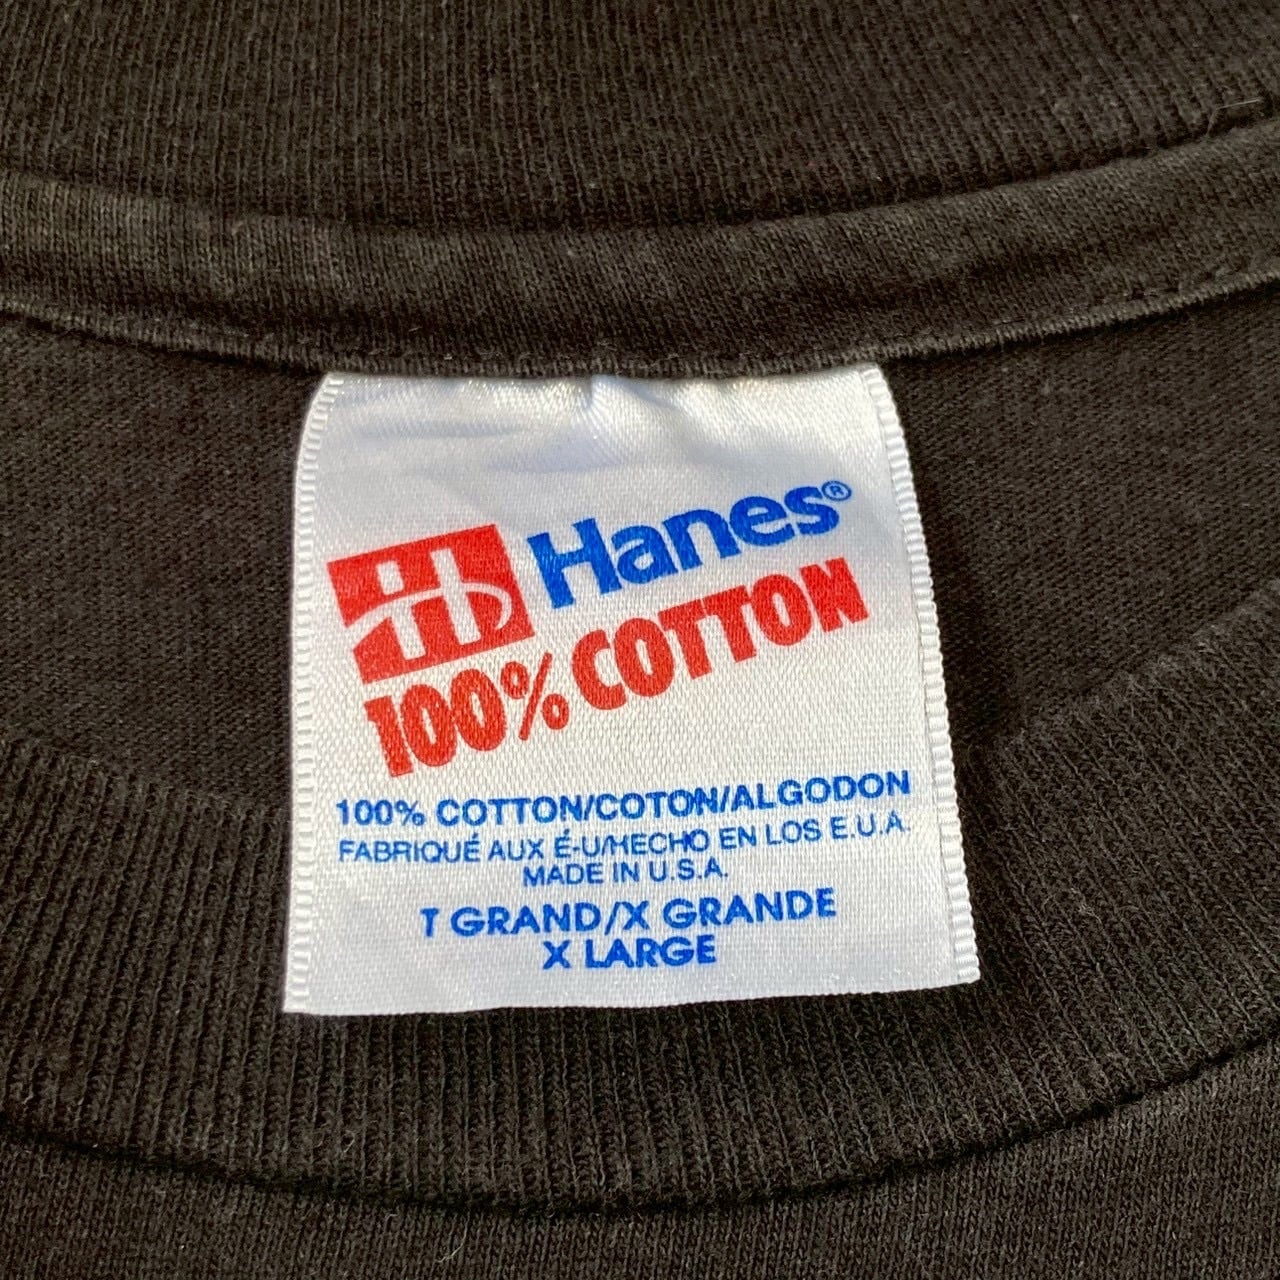 Hanes®
100% COTTON
100% COTTON/COTON/ALGODON
FABRIQUÉ AUX É-U/HECHO EN LOS E.U.A.
MADE IN U.S.A.
T GRAND/X GRANDE
X LARGE